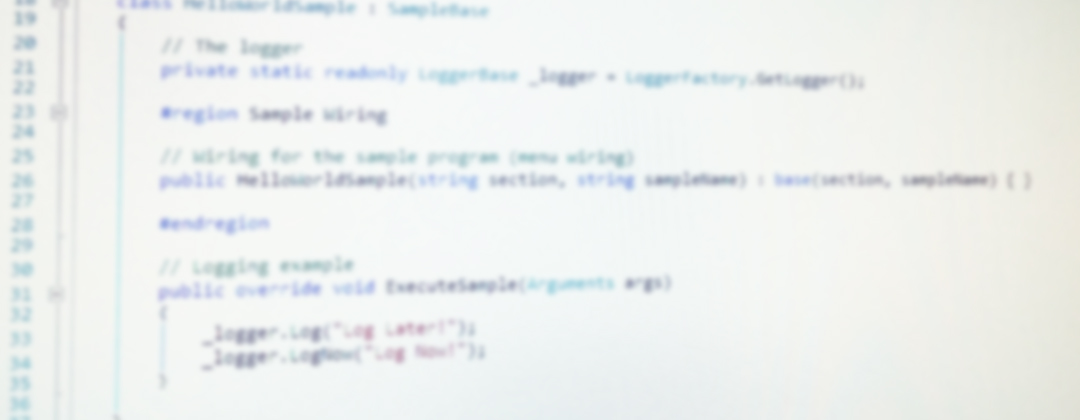 18 class HelloWorldSample : SampleBase
19 {
20 // The logger
21 private static readonly LoggerBase _logger = LoggerFactory.GetLogger();
22
23 #region Sample Wiring
24
25 // Wiring for the sample program (menu wiring)
26 public HelloWorldSample(string section, string sampleName) : base(section, sampleName) { }
27
28 #endregion
29
30 // Logging example
31 public override void ExecuteSample(Arguments args)
32 {
33 _logger.Log("Log Later!");
34 _logger.LogNow("Log Now!");
35 }
36
37 }